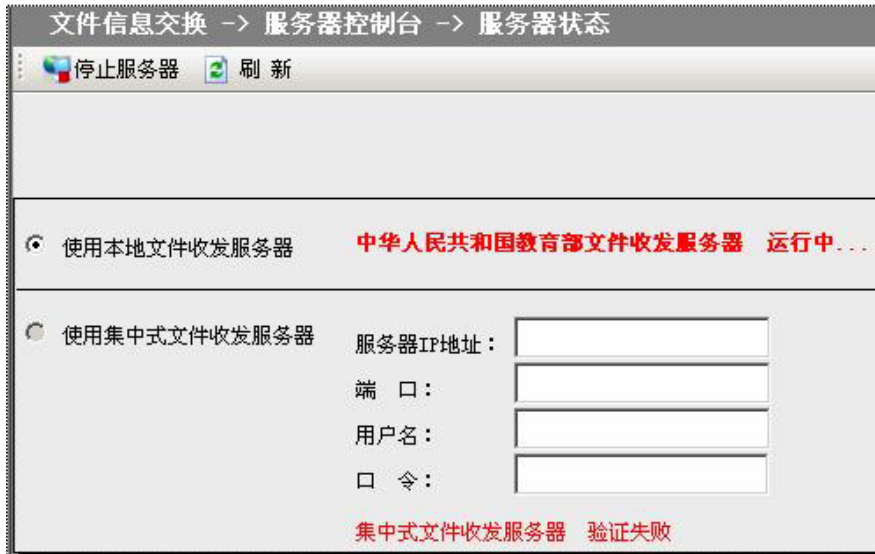 文件信息交换 -> 服务器控制台 -> 服务器状态
停止服务器 刷 新
使用本地文件收发服务器 中华人民共和国教育部文件收发服务器 运行中...
使用集中式文件收发服务器 服务器IP地址：
端 口：
用户名：
口 令：
集中式文件收发服务器 验证失败